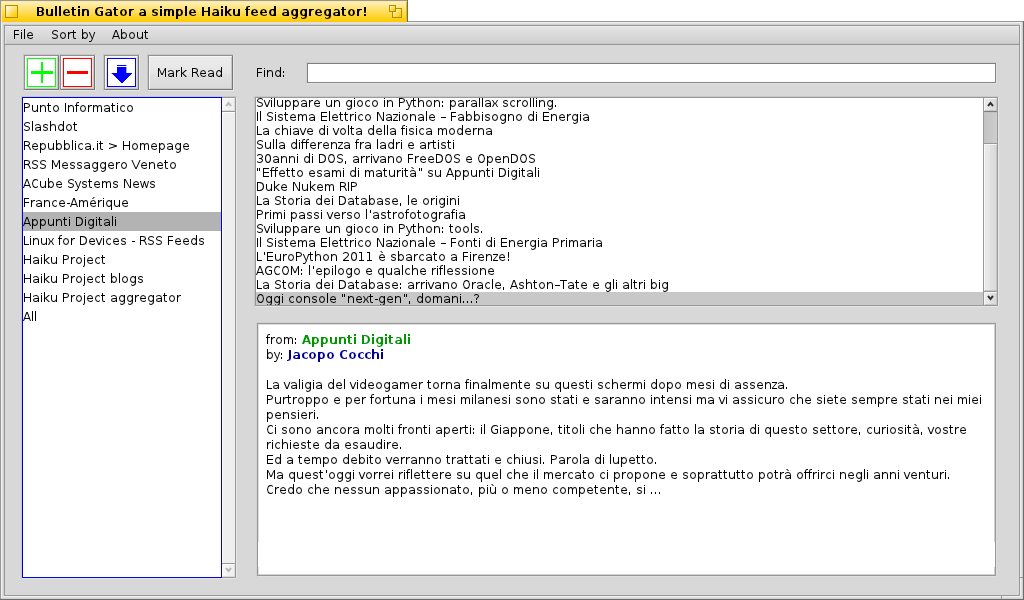 Bulletin Gator a simple Haiku feed aggregator!
File Sort by About
Mark Read
Find:
Punto Informatico
Slashdot
Repubblica.it > Homepage
RSS Messaggero Veneto
ACube Systems News
France-Amérique
Appunti Digitali
Linux for Devices - RSS Feeds
Haiku Project
Haiku Project blogs
Haiku Project aggregator
All
Sviluppare un gioco in Python: parallax scrolling.
Il Sistema Elettrico Nazionale – Fabbisogno di Energia
La chiave di volta della fisica moderna
Sulla differenza fra ladri e artisti
30anni di DOS, arrivano FreeDOS e OpenDOS
"Effetto esami di maturità" su Appunti Digitali
Duke Nukem RIP
La Storia dei Database, le origini
Primi passi verso l'astrofotografia
Sviluppare un gioco in Python: tools.
Il Sistema Elettrico Nazionale – Fonti di Energia Primaria
L'EuroPython 2011 è sbarcato a Firenze!
AGCOM: l'epilogo e qualche riflessione
La Storia dei Database: arrivano Oracle, Ashton–Tate e gli altri big
Oggi console "next-gen", domani…?
from: Appunti Digitali
by: Jacopo Cocchi
La valigia del videogamer torna finalmente su questi schermi dopo mesi di assenza.
Purtroppo e per fortuna i mesi milanesi sono stati e saranno intensi ma vi assicuro che siete sempre stati nei miei
pensieri.
Ci sono ancora molti fronti aperti: il Giappone, titoli che hanno fatto la storia di questo settore, curiosità, vostre
richieste da esaudire.
Ed a tempo debito verranno trattati e chiusi. Parola di lupetto.
Ma quest'oggi vorrei riflettere su quel che il mercato ci propone e soprattutto potrà offrirci negli anni venturi.
Credo che nessun appassionato, più o meno competente, si ...